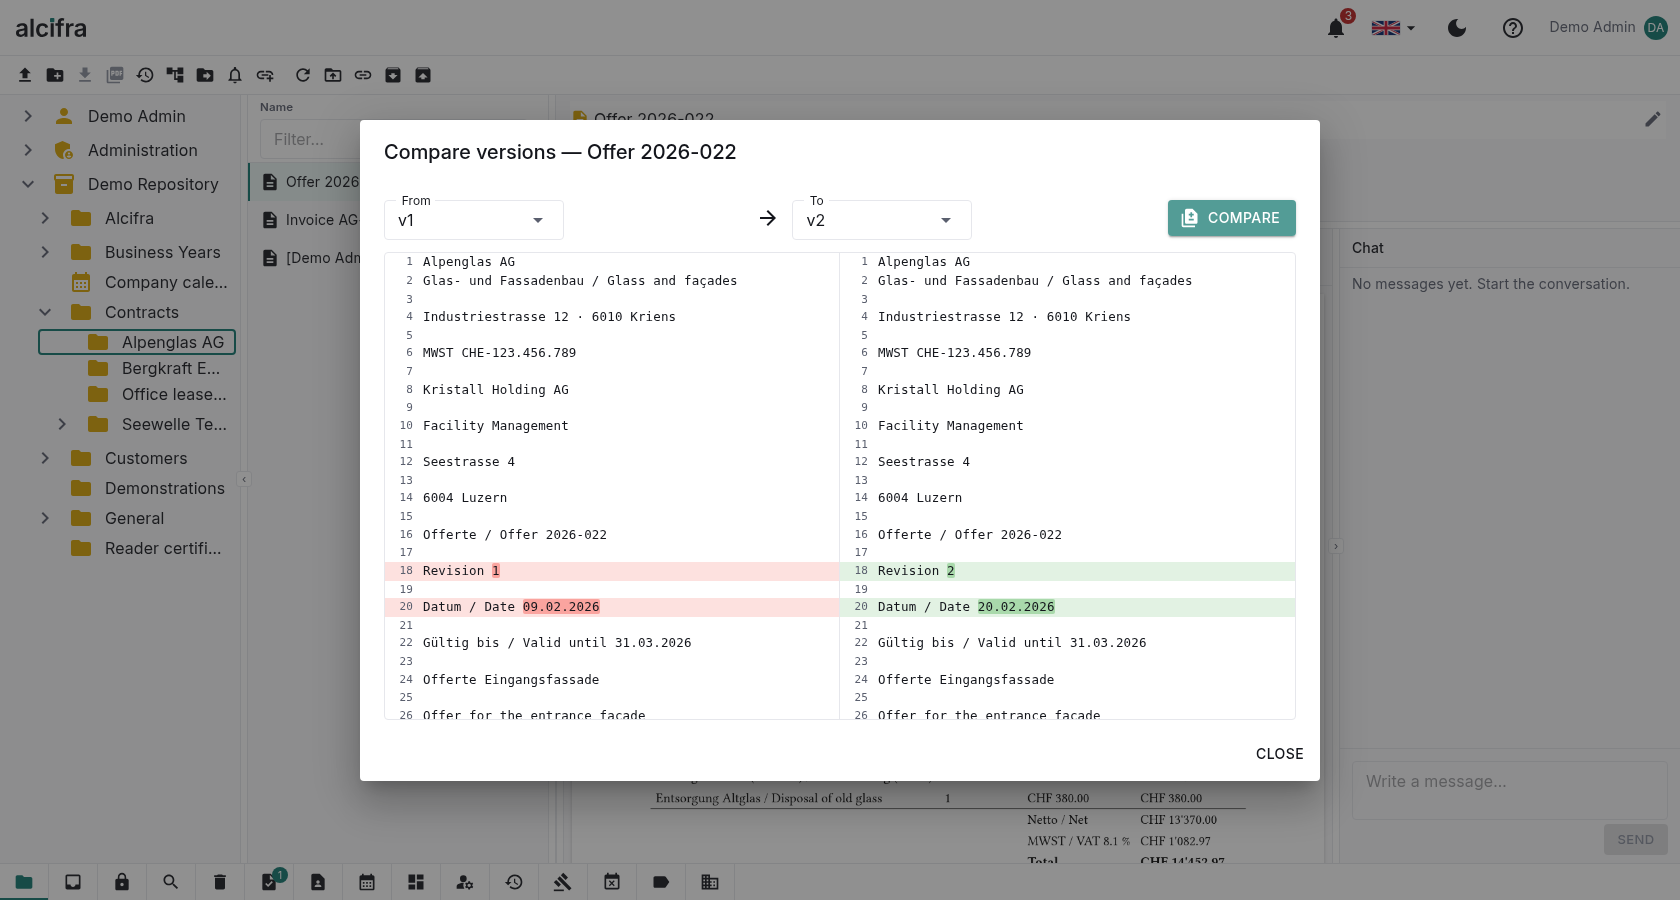 alcifra
3
Demo Admin
DA
PDF
Demo Admin
Administration
Demo Repository
Alcifra
Business Years
Company cale...
Contracts
Alpenglas AG
Bergkraft E...
Office lease...
Seewelle Te...
Customers
Demonstrations
General
Reader certifi...
Name
Filter...
Offer 2026
Invoice AG
[Demo Adn
Offer 2026-022
Compare versions — Offer 2026-022
From
v1
To
v2
COMPARE
1 Alpenglas AG
2 Glas- und Fassadenbau / Glass and façades
3
4 Industriestrasse 12 · 6010 Kriens
5
6 MWST CHE-123.456.789
7
8 Kristall Holding AG
9
10 Facility Management
11
12 Seestrasse 4
13
14 6004 Luzern
15
16 Offerte / Offer 2026-022
17
18 Revision 1
19
20 Datum / Date 09.02.2026
21
22 Gültig bis / Valid until 31.03.2026
23
24 Offerte Eingangsfassade
25
26 Offer for the entrance facade
1 Alpenglas AG
2 Glas- und Fassadenbau / Glass and façades
3
4 Industriestrasse 12 · 6010 Kriens
5
6 MWST CHE-123.456.789
7
8 Kristall Holding AG
9
10 Facility Management
11
12 Seestrasse 4
13
14 6004 Luzern
15
16 Offerte / Offer 2026-022
17
18 Revision 2
19
20 Datum / Date 20.02.2026
21
22 Gültig bis / Valid until 31.03.2026
23
24 Offerte Eingangsfassade
25
26 Offer for the entrance facade
CLOSE
Entsorgung Altglas / Disposal of old glass 1 CHF 380.00 CHF 380.00
Netto / Net CHF 13'370.00
MWST / VAT 8.1 % CHF 1'082.97
Total CHF 14'452.97
Chat
No messages yet. Start the conversation.
Write a message...
SEND
1